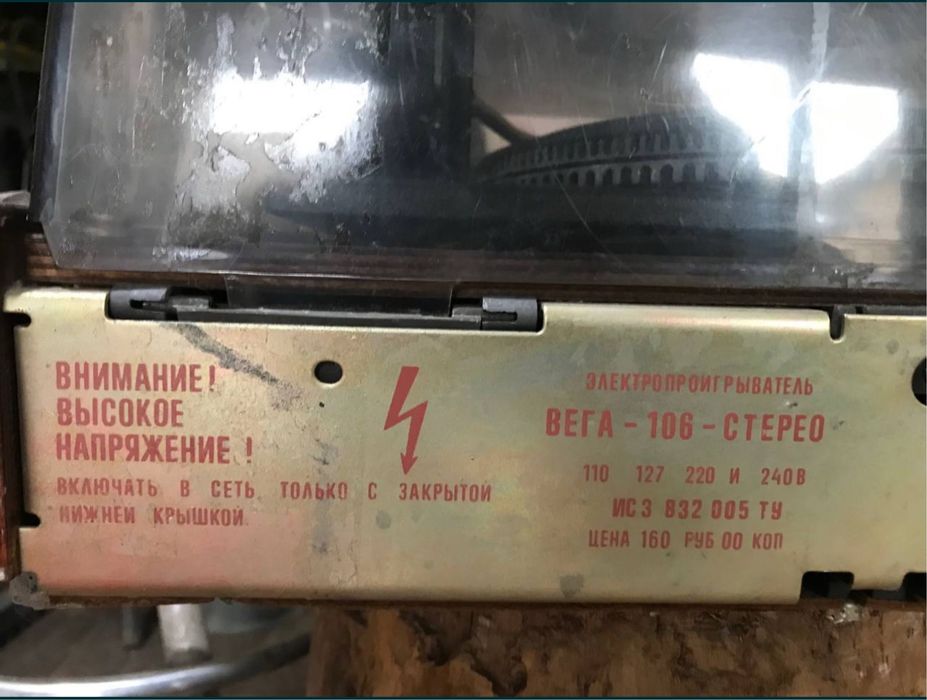 ВНИМАНИЕ!
ВЫСОКОЕ
НАПРЯЖЕНИЕ!
ВКЛЮЧАТЬ В СЕТЬ ТОЛЬКО С ЗАКРЫТОЙ
НИЖНЕЙ КРЫШКОЙ
ЭЛЕКТРОПРОИГРЫВАТЕЛЬ
ВЕГА - 106 - СТЕРЕО
110 127 220 И 240 В
ИС3 832 005 ТУ
ЦЕНА 160 РУБ 00 КОП